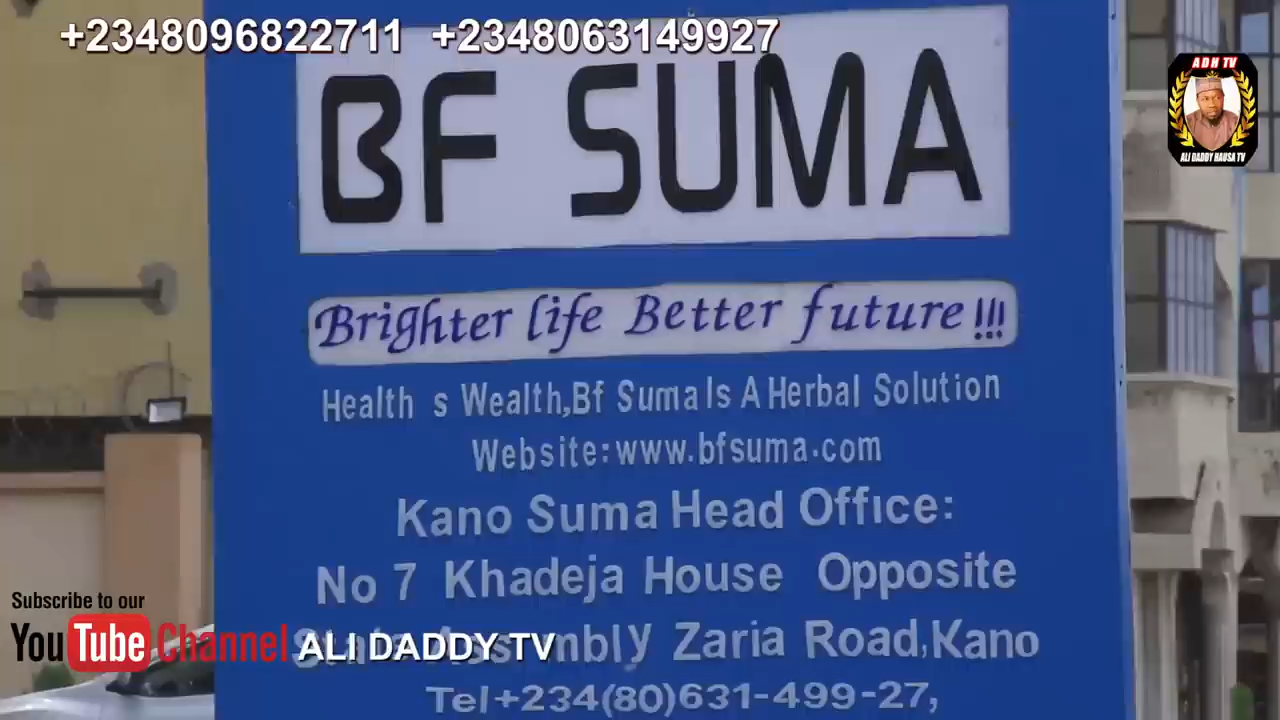 +2348096822711 +2348063149927
ADH TV
ALI DADDY HAUSA TV
BF SUMA
Brighter life Better future!!!
Health s Wealth,Bf Suma Is A Herbal Solution
Website:www.bfsuma.com
Kano Suma Head Office:
No 7 Khadeja House Opposite
State Assembly Zaria Road,Kano
Tel+234(80)631-499-27,
Subscribe to our
YouTube Channel ALI DADDY TV